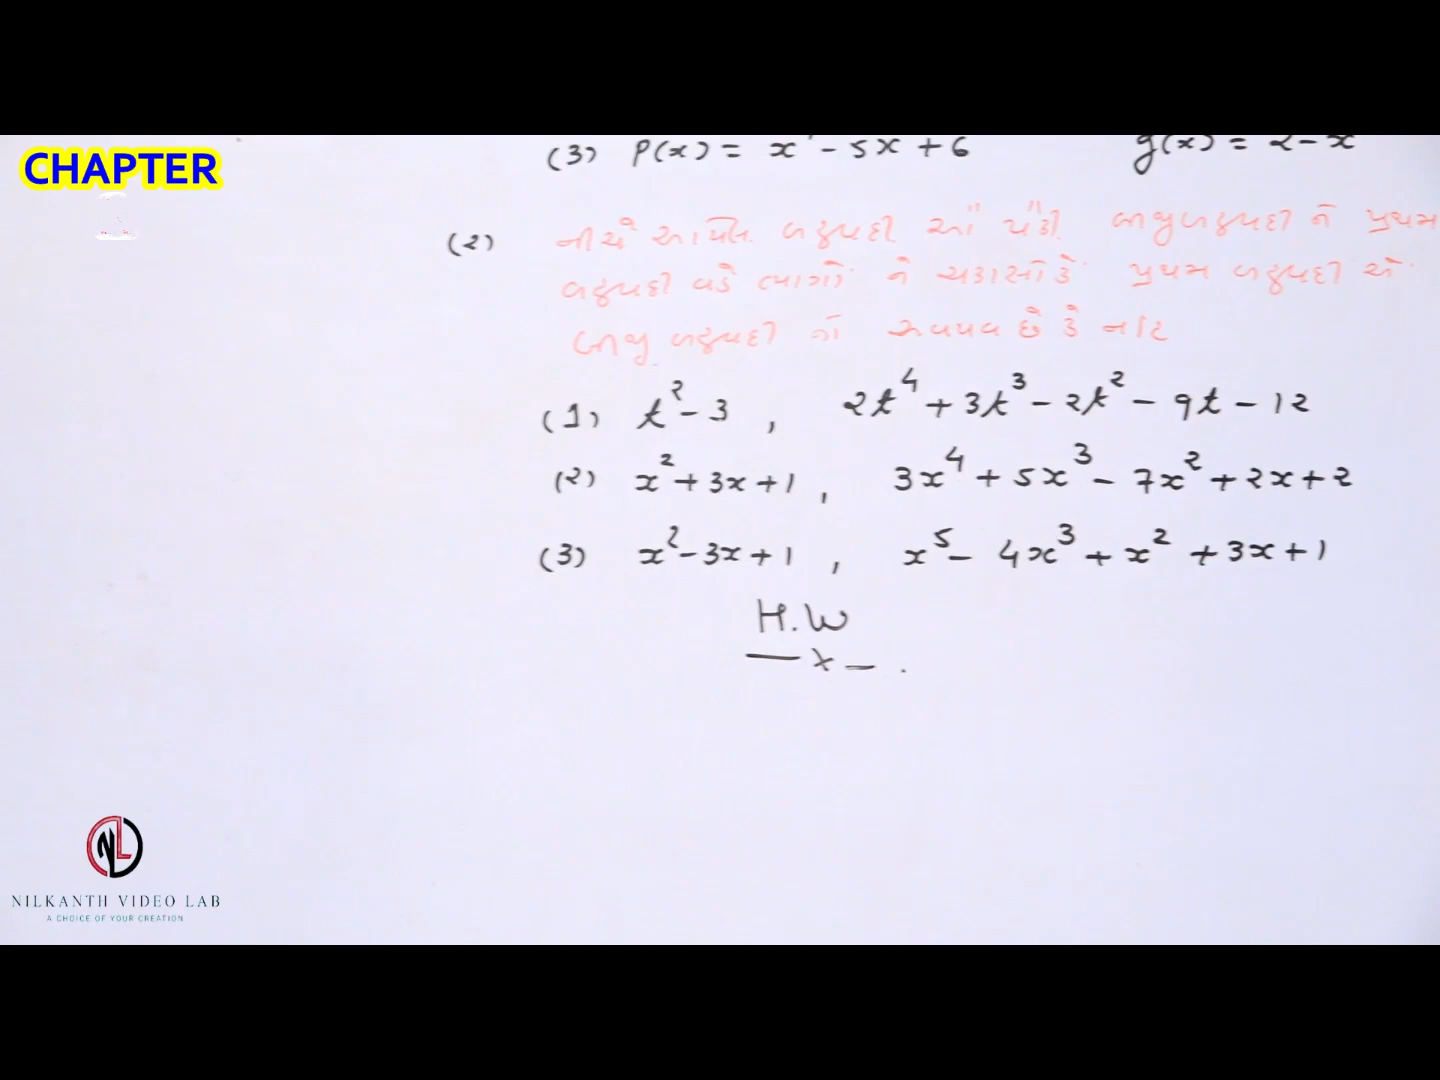 CHAPTER
(3) P(x) = x - 5x + 6 g(x) = 2 - x
(2) નીચે આપેલ બહુપદી ઓ પૈકી બીજી બહુપદી ને પ્રથમ
બહુપદી વડે ભાગો ને ચકાસો કે પ્રથમ બહુપદી એ
બીજી બહુપદી નો અવયવ છે કે નહિ
(1) t² - 3 , 2t⁴ + 3t³ - 2t² - 9t - 12
(2) x² + 3x + 1 , 3x⁴ + 5x³ - 7x² + 2x + 2
(3) x² - 3x + 1 , x⁵ - 4x³ + x² + 3x + 1
H.W
NL
NILKANTH VIDEO LAB
A CHOICE OF YOUR CREATION